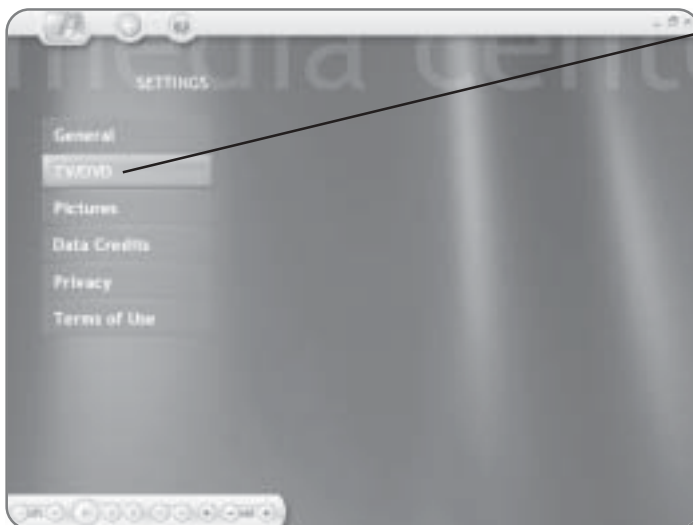 media cent
SETTINGS
General
TV/DVD
Pictures
Data Credits
Privacy
Terms of Use